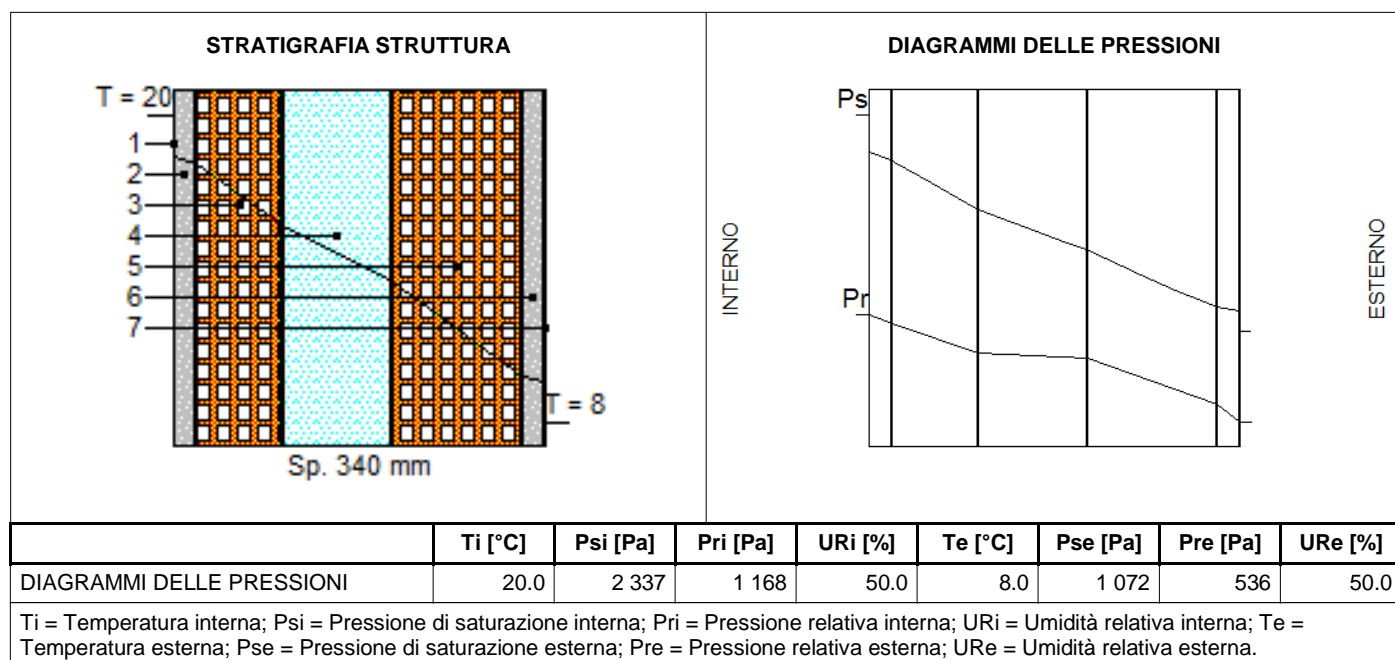 STRATIGRAFIA STRUTTURA
T = 20
1
2
3
4
5
6
7
T = 8
Sp. 340 mm
DIAGRAMMI DELLE PRESSIONI
Ps
Pr
INTERNO
ESTERNO
Ti [°C] Psi [Pa] Pri [Pa] URi [%] Te [°C] Pse [Pa] Pre [Pa] URe [%]
DIAGRAMMI DELLE PRESSIONI 20.0 2 337 1 168 50.0 8.0 1 072 536 50.0
Ti = Temperatura interna; Psi = Pressione di saturazione interna; Pri = Pressione relativa interna; URi = Umidità relativa interna; Te =
Temperatura esterna; Pse = Pressione di saturazione esterna; Pre = Pressione relativa esterna; URe = Umidità relativa esterna.